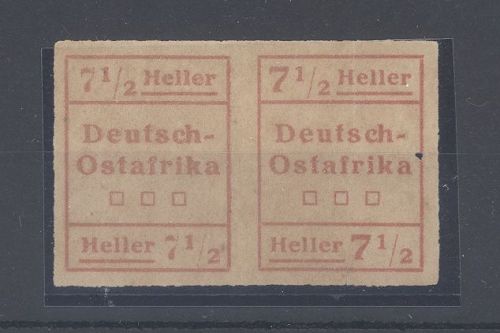 7 1/2 Heller
Deutsch-
Ostafrika
Heller 7 1/2
7 1/2 Heller
Deutsch-
Ostafrika
Heller 7 1/2